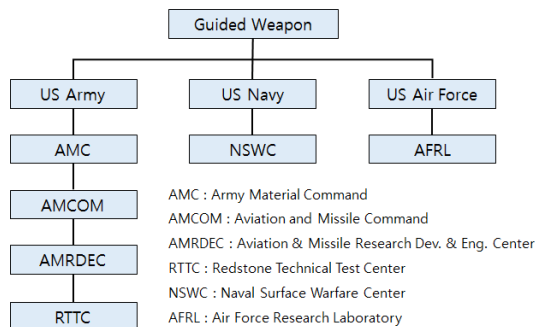 Guided Weapon
US Army
US Navy
US Air Force
AMC
NSWC
AFRL
AMCOM
AMRDEC
RTTC
AMC : Army Material Command
AMCOM : Aviation and Missile Command
AMRDEC : Aviation & Missile Research Dev. & Eng. Center
RTTC : Redstone Technical Test Center
NSWC : Naval Surface Warfare Center
AFRL : Air Force Research Laboratory